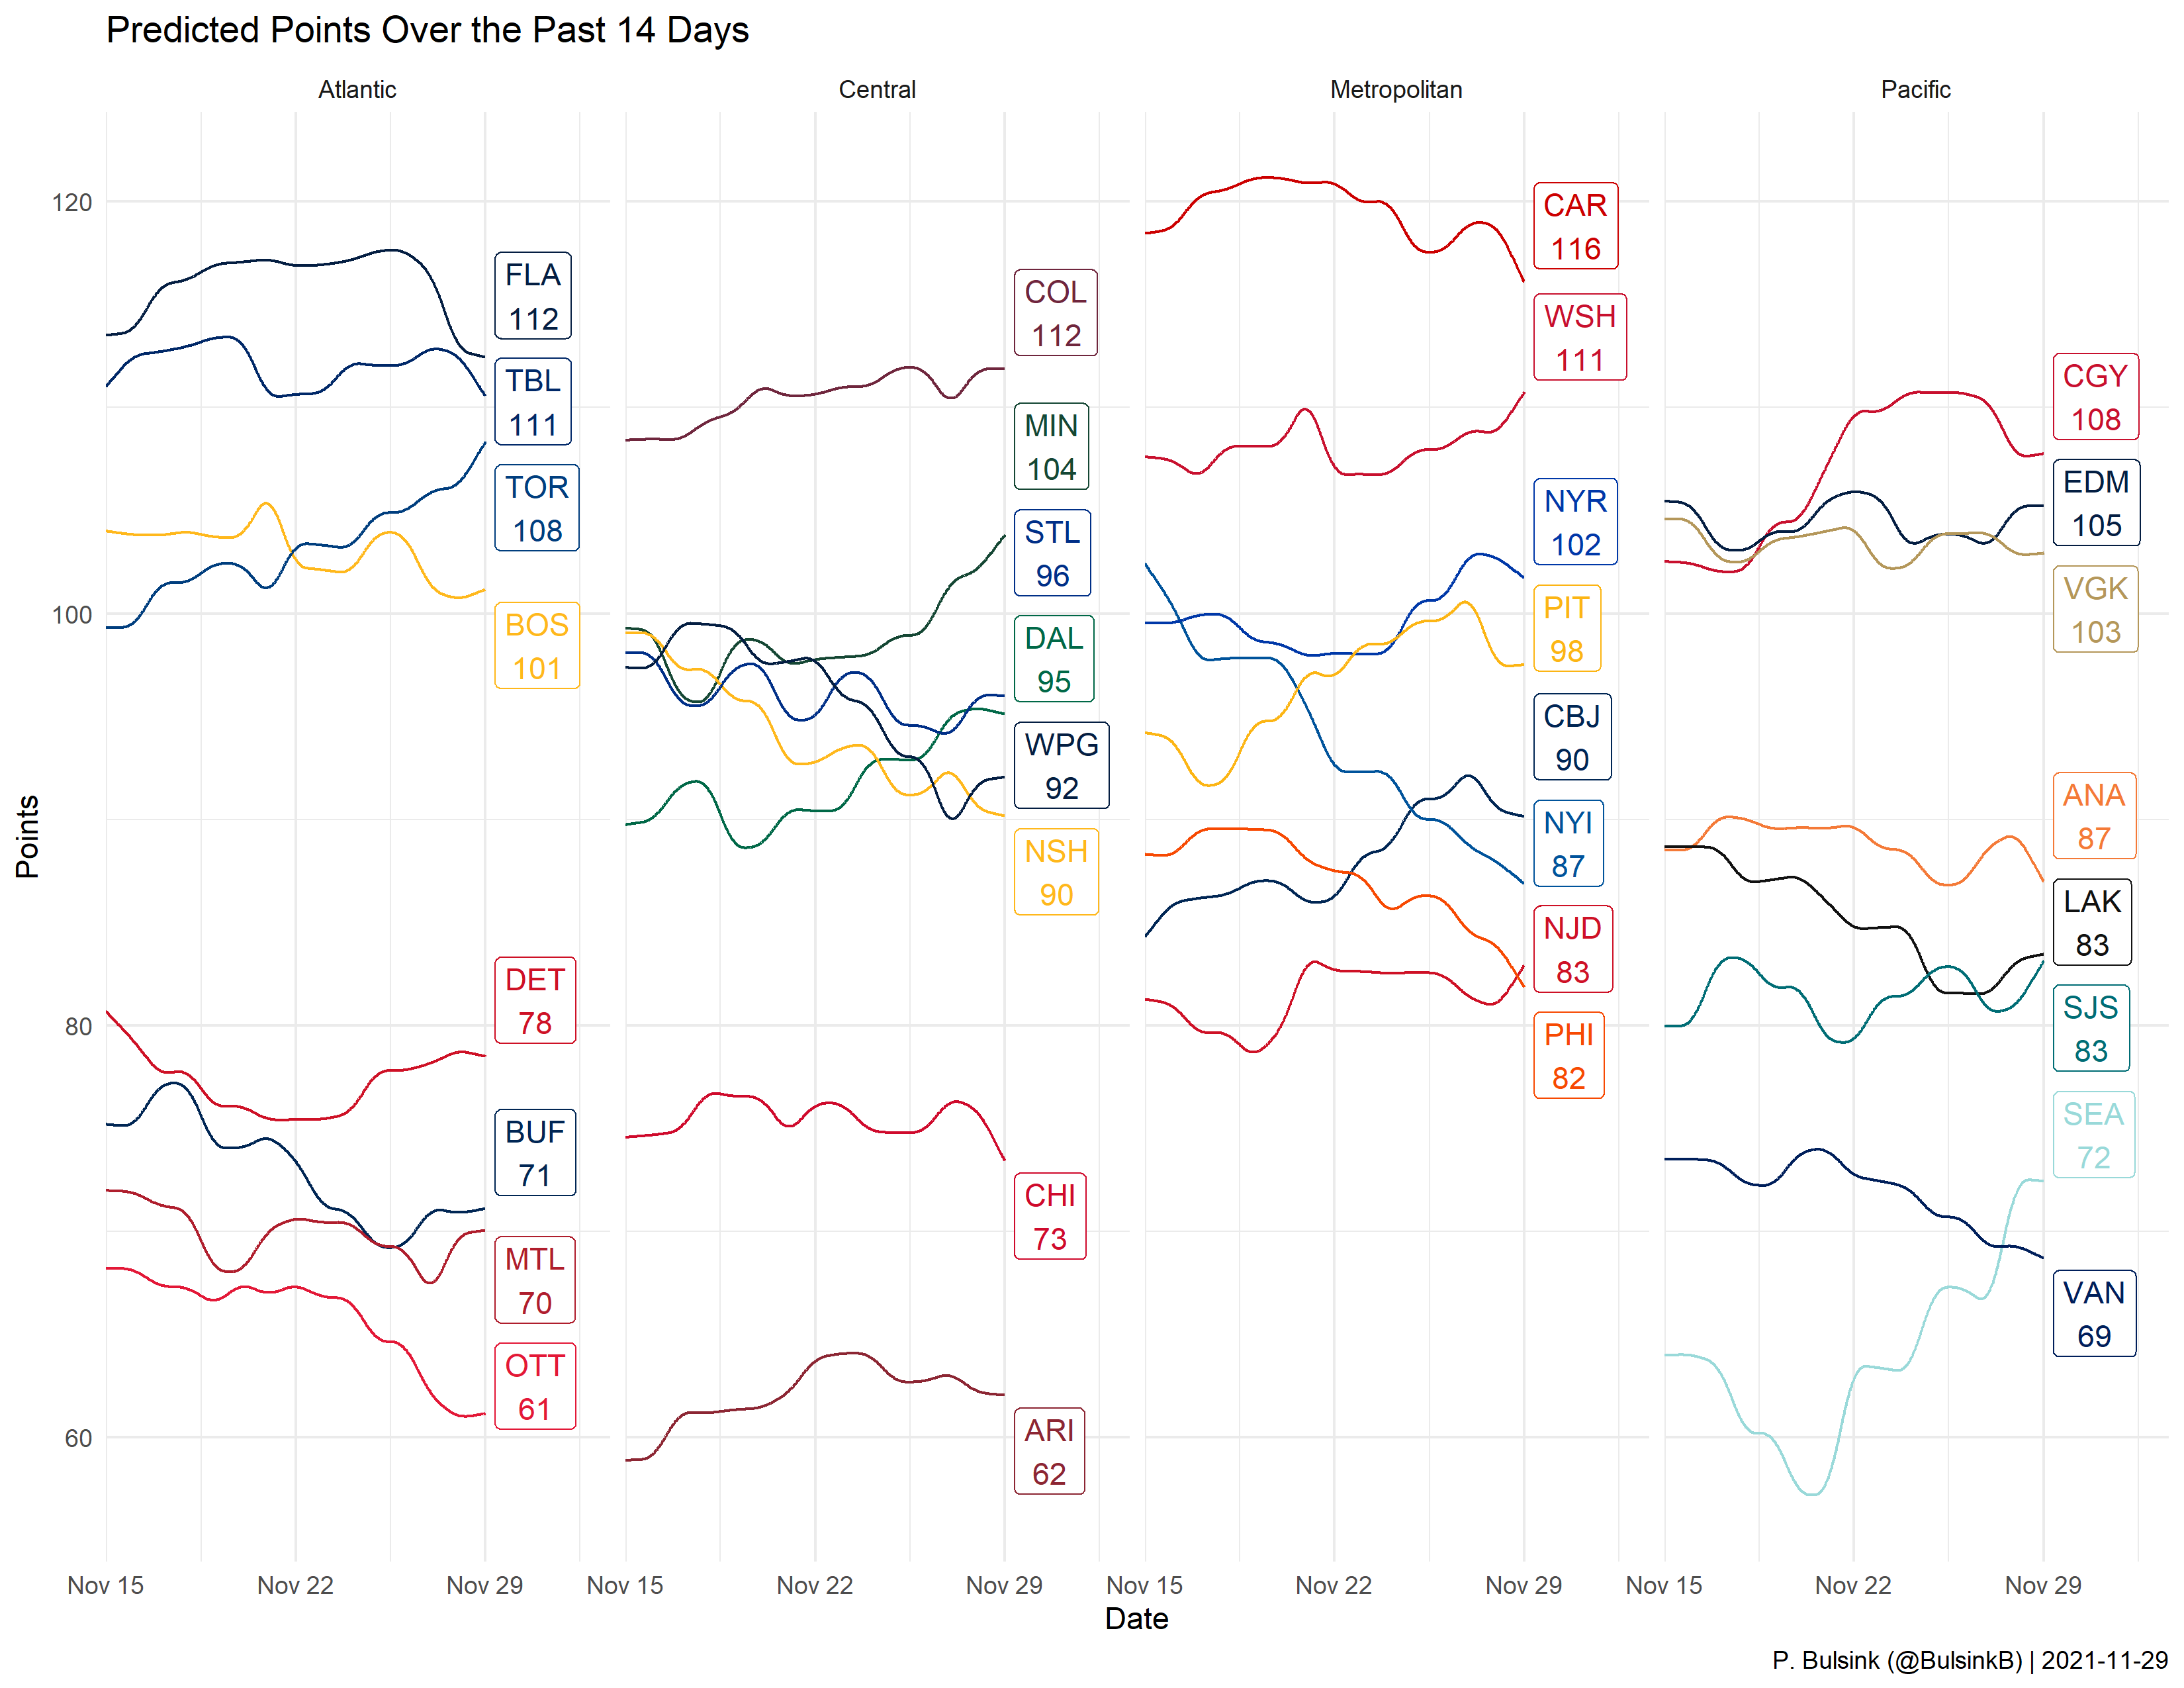 Predicted Points Over the Past 14 Days
Atlantic
Central
Metropolitan
Pacific
Points
120
100
80
60
FLA
112
TBL
111
TOR
108
BOS
101
DET
78
BUF
71
MTL
70
OTT
61
COL
112
MIN
104
STL
96
DAL
95
WPG
92
NSH
90
CHI
73
ARI
62
CAR
116
WSH
111
NYR
102
PIT
98
CBJ
90
NYI
87
NJD
83
PHI
82
CGY
108
EDM
105
VGK
103
ANA
87
LAK
83
SJS
83
SEA
72
VAN
69
Nov 15 Nov 22 Nov 29 Nov 15 Nov 22 Nov 29 Nov 15 Nov 22 Nov 29 Nov 15 Nov 22 Nov 29
Date
P. Bulsink (@BulsinkB) | 2021-11-29